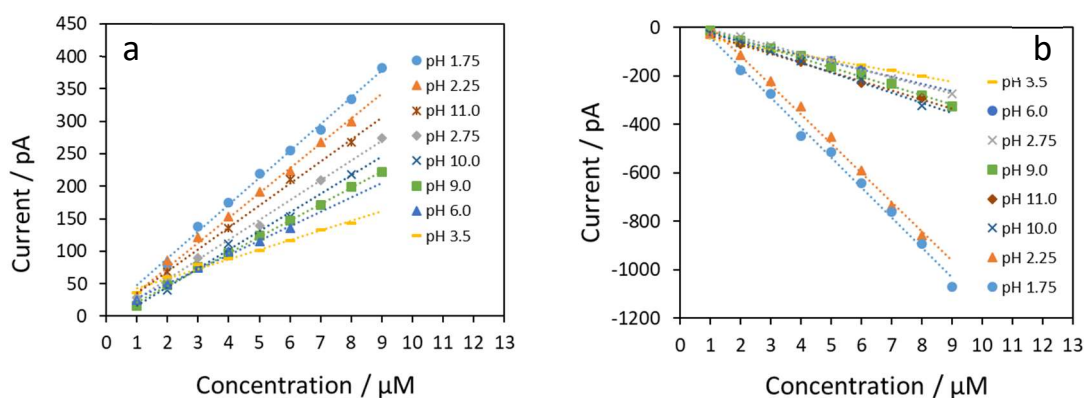 a
450
400
350
300
250
200
150
100
50
0
Current / pA
0 1 2 3 4 5 6 7 8 9 10 11 12 13
Concentration / µM
pH 1.75
pH 2.25
pH 11.0
pH 2.75
pH 10.0
pH 9.0
pH 6.0
pH 3.5
b
0
-200
-400
-600
-800
-1000
-1200
Current / pA
0 1 2 3 4 5 6 7 8 9 10 11 12 13
Concentration / µM
pH 3.5
pH 6.0
pH 2.75
pH 9.0
pH 11.0
pH 10.0
pH 2.25
pH 1.75